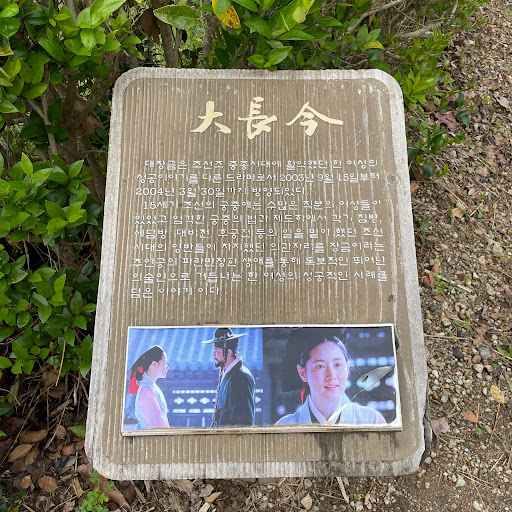 大長今
대장금은 조선조 중종시대에 활약했던 한 여성의
성공이야기를 다룬 드라마로서 2003년 9월 15일부터
2004년 3월 30일까지 방영되었다.
15세기 조선의 궁중에는 수많은 직분의 여성들이
있었고 엄격한 궁중의 법과 제도하에서 각기, 침방,
세답방 대비전, 후궁전 등의 일을 맡아 했던 조선
시대의 양반들이 차지했던 의관자리를 장금이라는
주인공의 파란만장한 생애를 통해 독보적인 뛰어난
의술인으로 거듭나는 한 여성의 성공적인 사례를
담은 이야기 이다.